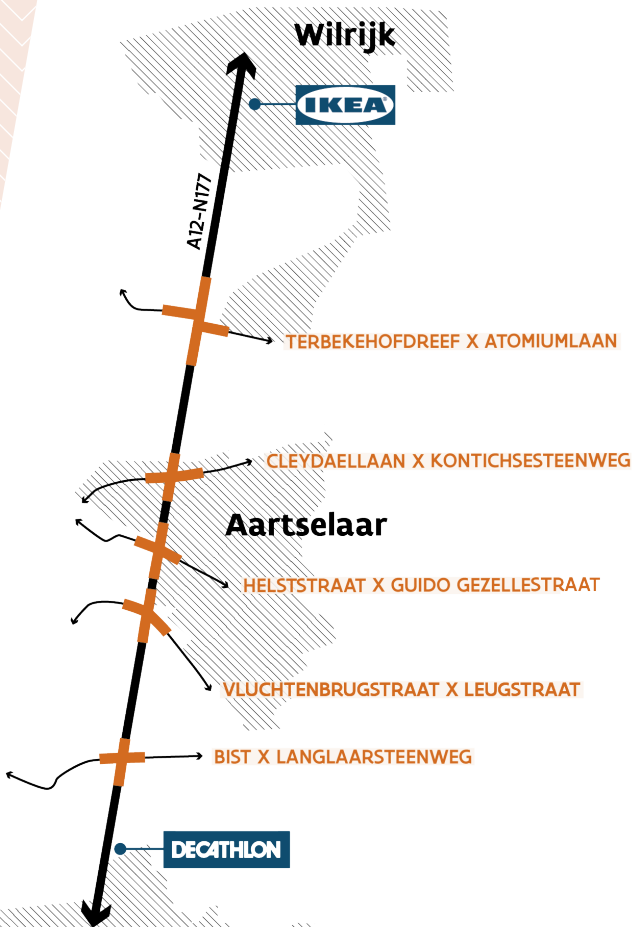 Wilrijk
IKEA®
A12-N177
TERBEKEHOFDREEF X ATOMIUMLAAN
CLEYDAELLAAN X KONTICHSESTEENWEG
Aartselaar
HELSTSTRAAT X GUIDO GEZELLESTRAAT
VLUCHTENBRUGSTRAAT X LEUGSTRAAT
BIST X LANGLAARSTEENWEG
DECATHLON